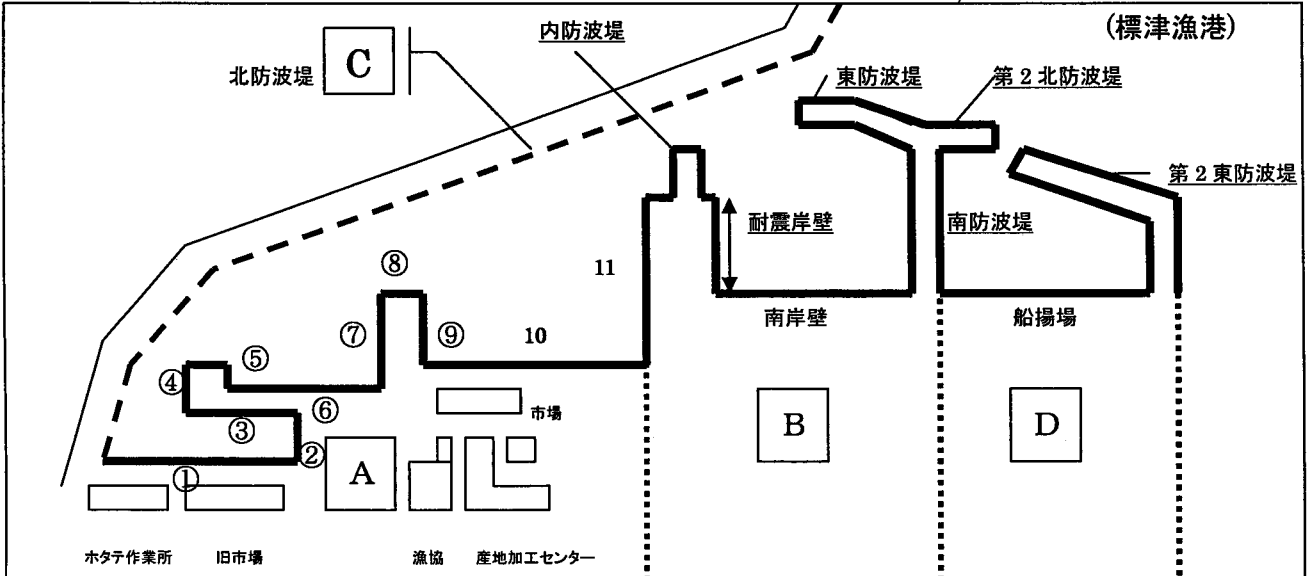 (標津漁港)
内防波堤
北防波堤
C
東防波堤
第2北防波堤
第2東防波堤
耐震岸壁
南防波堤
11
⑧
南岸壁
船揚場
⑦
⑨
10
⑤
④
⑥
市場
③
②
①
A
B
D
ホタテ作業所
旧市場
漁協
産地加工センター